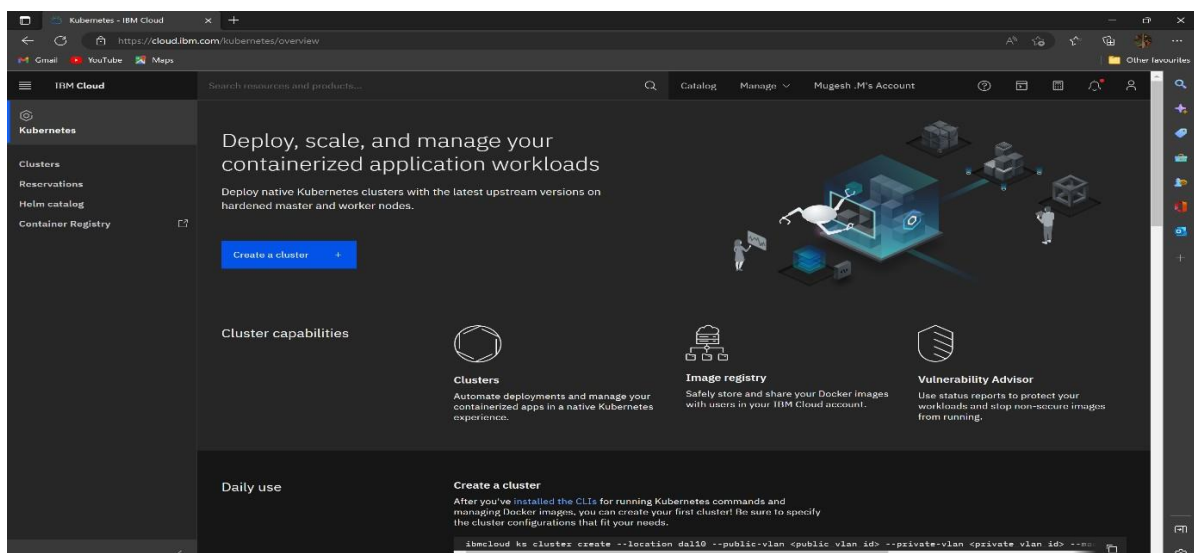 Kubernetes - IBM Cloud
https://cloud.ibm.com/kubernetes/overview
Gmail
YouTube
Maps
Other favourites
IBM Cloud
Search resources and products...
Catalog
Manage
Mugesh .M's Account
Kubernetes
Clusters
Reservations
Helm catalog
Container Registry
Deploy, scale, and manage your
containerized application workloads
Deploy native Kubernetes clusters with the latest upstream versions on
hardened master and worker nodes.
Create a cluster +
Cluster capabilities
Clusters
Automate deployments and manage your
containerized apps in a native Kubernetes
experience.
Image registry
Safely store and share your Docker images
with users in your IBM Cloud account.
Vulnerability Advisor
Use status reports to protect your
workloads and stop non-secure images
from running.
Daily use
Create a cluster
After you've installed the CLIs for running Kubernetes commands and
managing Docker images, you can create your first cluster! Be sure to specify
the cluster configurations that fit your needs.
ibmcloud ks cluster create --location dal10 --public-vlan <public vlan id> --private-vlan <private vlan id>